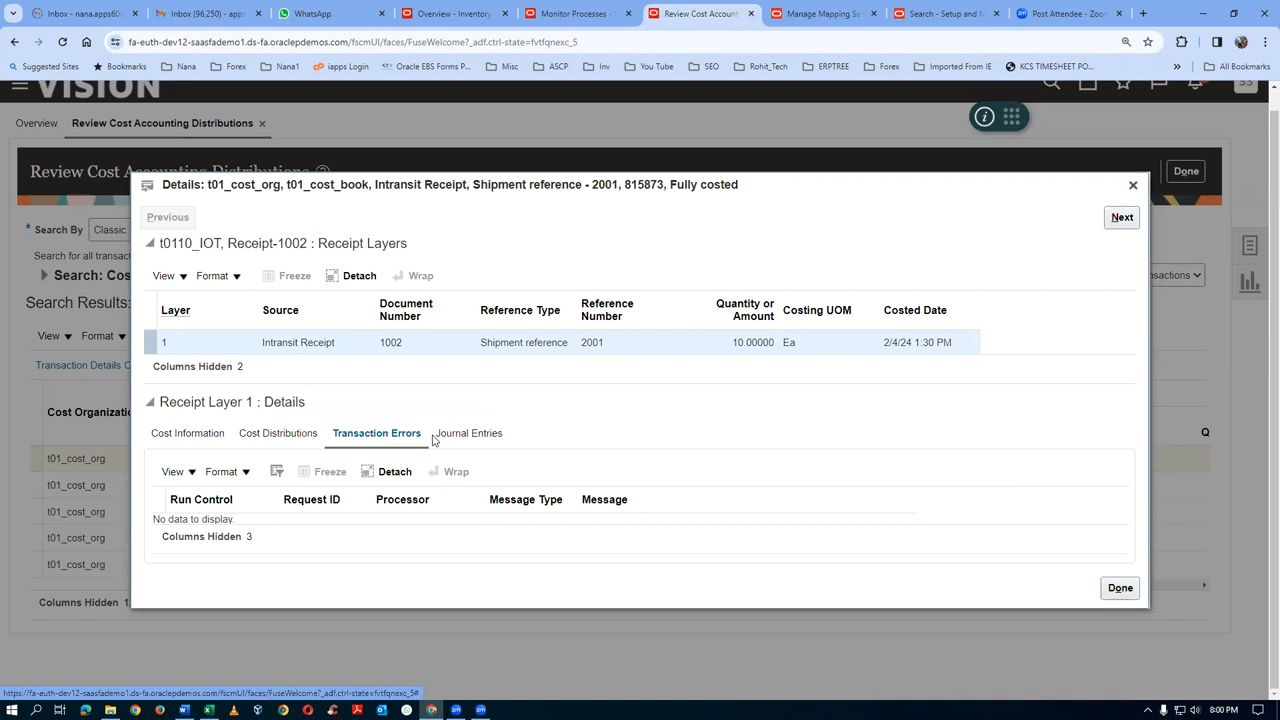 Inbox - nana.apps60
Inbox (96,250) - apps
WhatsApp
Overview - Inventory
Monitor Processes -
Review Cost Account
Manage Mapping Se
Search - Setup and M
Post Attendee - Zoo
fa-euth-dev12-saasfademo1.ds-fa.oraclepdemos.com/fscmUI/faces/FuseWelcome?_adf.ctrl-state=fvtfqnexc_5
Suggested Sites
Bookmarks
Nana
Forex
Nana1
iapps Login
Oracle EBS Forms P...
Misc
ASCP
Inv
You Tube
SEO
Rohit_Tech
ERPTREE
Forex
Imported From IE
KCS TIMESHEET PO...
»
All Bookmarks
VISION
SS
Overview
Review Cost Accounting Distributions
Review Cost Accounting Distributions
Done
* Search By
Classic
Search for all transac
Search: Cos
nsactions
Search Results:
View
Format
Transaction Details C
Cost Organizatio
Q
t01_cost_org
t01_cost_org
t01_cost_org
t01_cost_org
t01_cost_org
Columns Hidden 1
Details: t01_cost_org, t01_cost_book, Intransit Receipt, Shipment reference - 2001, 815873, Fully costed
Previous
Next
t0110_IOT, Receipt-1002 : Receipt Layers
View Format Freeze Detach Wrap
Layer Source Document Number Reference Type Reference Number Quantity or Amount Costing UOM Costed Date
1 Intransit Receipt 1002 Shipment reference 2001 10.00000 Ea 2/4/24 1:30 PM
Columns Hidden 2
Receipt Layer 1 : Details
Cost Information Cost Distributions Transaction Errors Journal Entries
View Format Freeze Detach Wrap
Run Control Request ID Processor Message Type Message
No data to display.
Columns Hidden 3
Done
https://fa-euth-dev12-saasfademo1.ds-fa.oraclepdemos.com/fscmUI/faces/FuseWelcome?_adf.ctrl-state=fvtfqnexc_5#
8:00 PM